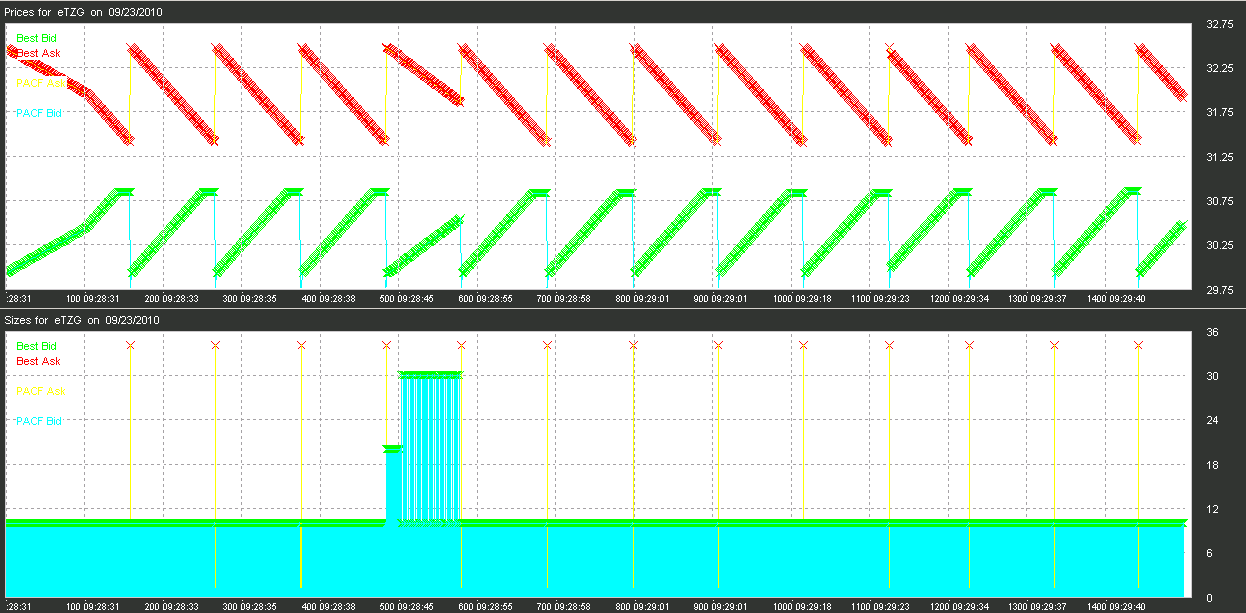 Prices for eTZG on 09/23/2010
Best Bid
Best Ask
PACF Ask
PACF Bid
32.75
32.25
31.75
31.25
30.75
30.25
29.75
:28:31 100 09:28:31 200 09:28:33 300 09:28:35 400 09:28:38 500 09:28:45 600 09:28:55 700 09:28:58 800 09:29:01 900 09:29:01 1000 09:29:18 1100 09:29:23 1200 09:29:34 1300 09:29:37 1400 09:29:40
Sizes for eTZG on 09/23/2010
Best Bid
Best Ask
PACF Ask
PACF Bid
36
30
24
18
12
6
0
:28:31 100 09:28:31 200 09:28:33 300 09:28:35 400 09:28:38 500 09:28:45 600 09:28:55 700 09:28:58 800 09:29:01 900 09:29:01 1000 09:29:18 1100 09:29:23 1200 09:29:34 1300 09:29:37 1400 09:29:40